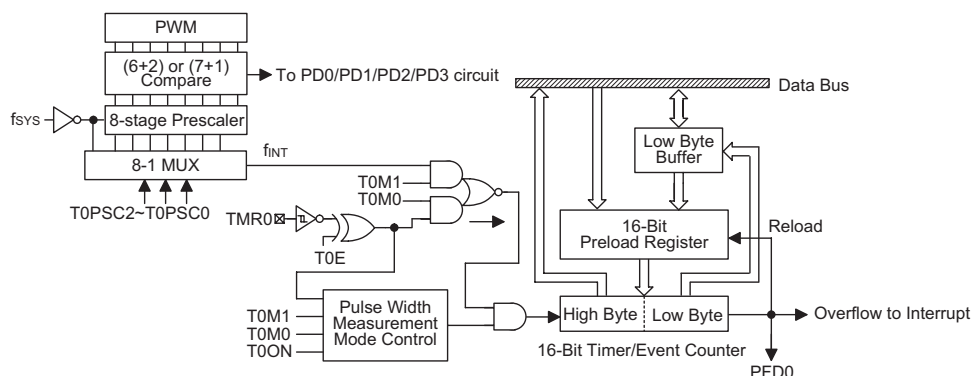 PWM
(6+2) or (7+1)
Compare
To PD0/PD1/PD2/PD3 circuit
fSYS
8-stage Prescaler
8-1 MUX
fINT
T0PSC2~T0PSC0
T0M1
T0M0
TMR0
T0E
T0M1
T0M0
T0ON
Pulse Width
Measurement
Mode Control
Data Bus
Low Byte
Buffer
16-Bit
Preload Register
Reload
High Byte
Low Byte
Overflow to Interrupt
16-Bit Timer/Event Counter
PFD0